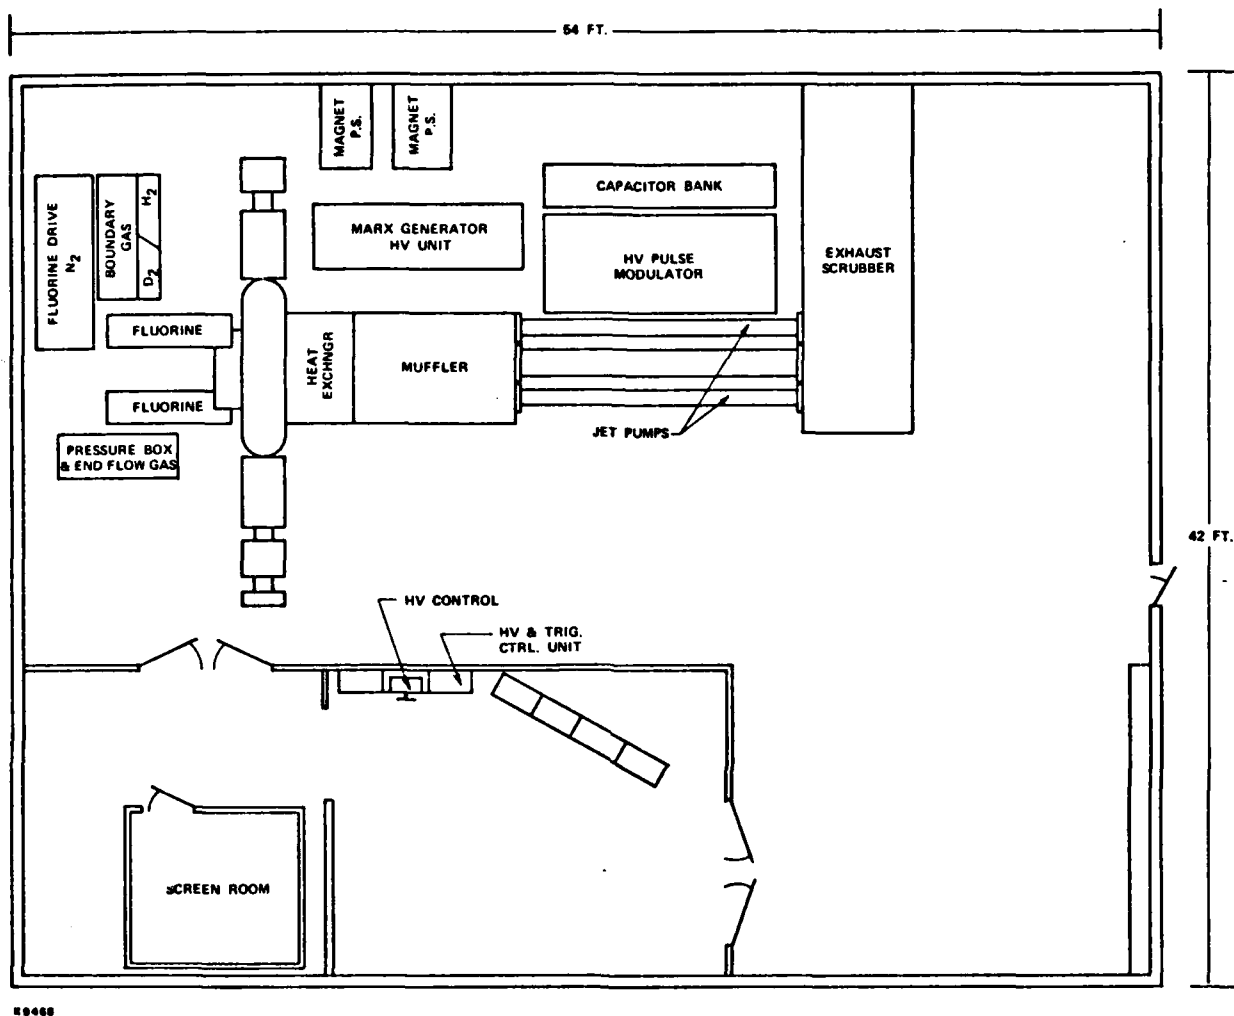 54 FT.
MAGNET
P.S.
MAGNET
P.S.
CAPACITOR BANK
FLUORINE DRIVE
N2
BOUNDARY
GAS
H2
D2
MARX GENERATOR
HV UNIT
HV PULSE
MODULATOR
EXHAUST
SCRUBBER
FLUORINE
HEAT
EXCHNGR
MUFFLER
FLUORINE
JET PUMPS
PRESSURE BOX
& END FLOW GAS
42 FT.
HV CONTROL
HV & TRIG.
CTRL. UNIT
SCREEN ROOM
K9468